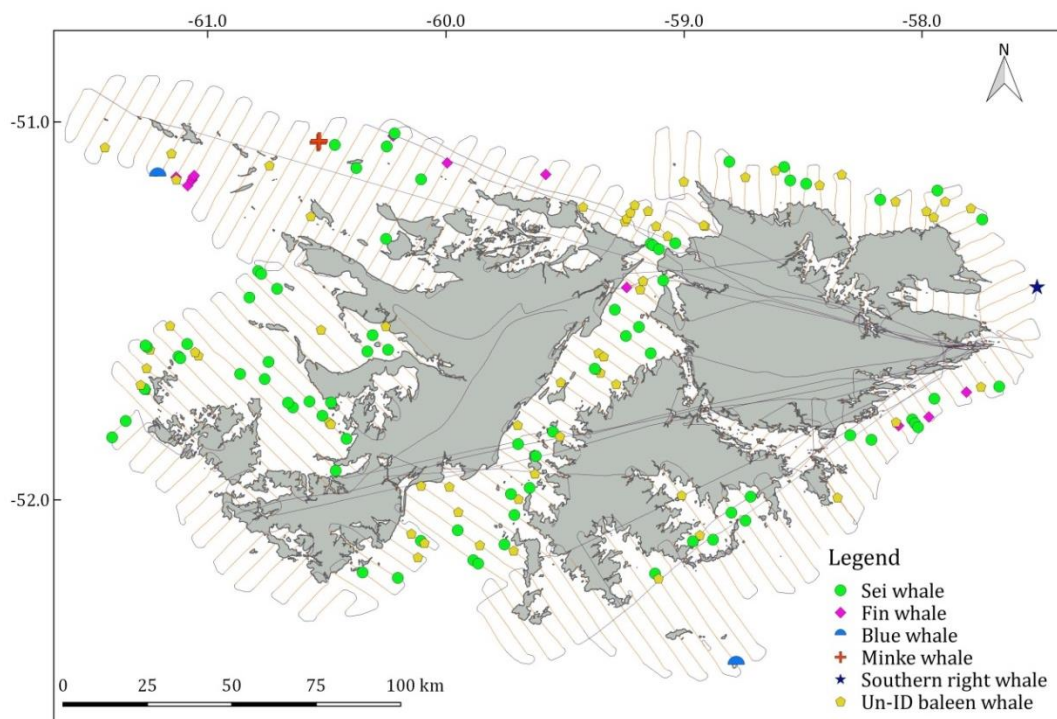 -61.0 -60.0 -59.0 -58.0
N
-51.0
-52.0
Legend
Sei whale
Fin whale
Blue whale
Minke whale
Southern right whale
Un-ID baleen whale
0 25 50 75 100 km